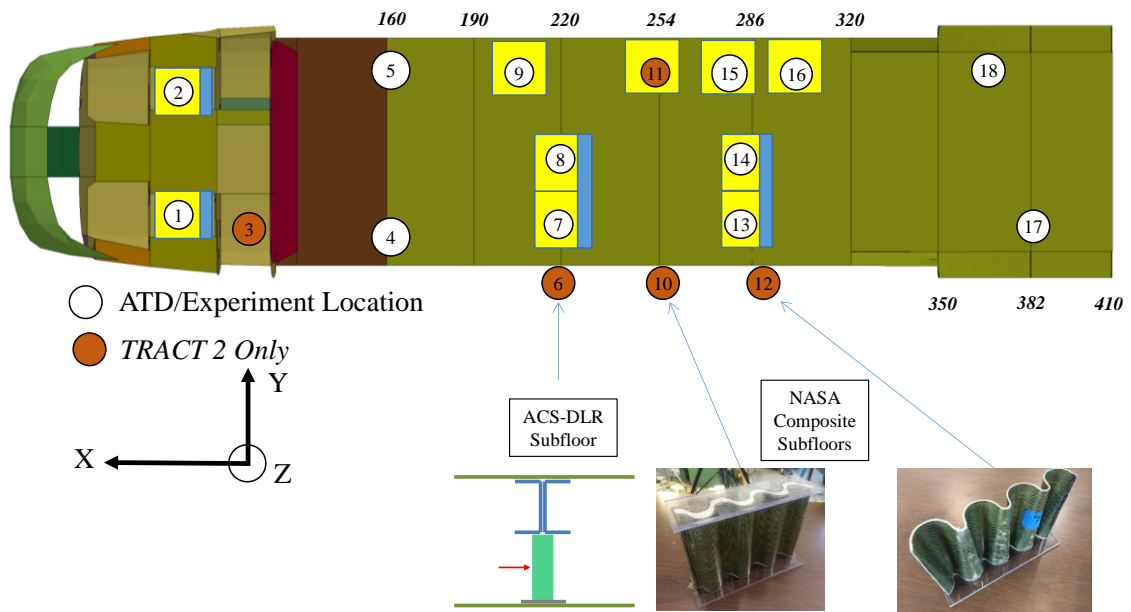 160 190 220 254 286 320
5 9 11 15 16 18
2
8 14
1 3 4 7 13 17
6 10 12
350 382 410
ATD/Experiment Location
TRACT 2 Only
Y
X
Z
ACS-DLR
Subfloor
NASA
Composite
Subfloors